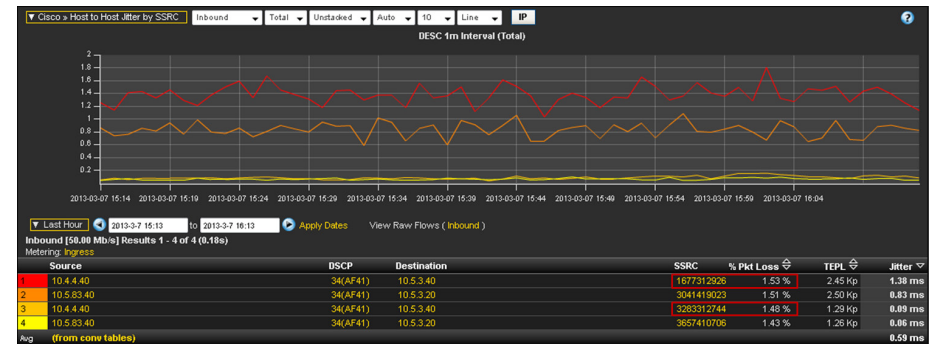 ▼ Cisco » Host to Host Jitter by SSRC Inbound Total Unstacked Auto 10 Line IP ?
DESC 1m Interval (Total)
2
1.8
1.6
1.4
1.2
1
0.8
0.6
0.4
0.2
2013-03-07 15:14 2013-03-07 15:19 2013-03-07 15:24 2013-03-07 15:29 2013-03-07 15:34 2013-03-07 15:39 2013-03-07 15:44 2013-03-07 15:49 2013-03-07 15:54 2013-03-07 15:59 2013-03-07 16:04
▼ Last Hour 2013-3-7 15:13 to 2013-3-7 16:13 Apply Dates View Raw Flows ( Inbound )
Inbound [50.00 Mb/s] Results 1 - 4 of 4 (0.18s)
Metering: Ingress
Source DSCP Destination SSRC % Pkt Loss TEPL Jitter
1 10.4.4.40 34(AF41) 10.5.3.40 1677312926 1.53 % 2.45 Kp 1.38 ms
2 10.5.83.40 34(AF41) 10.5.3.20 3041419023 1.51 % 2.50 Kp 0.83 ms
3 10.4.4.40 34(AF41) 10.5.3.40 3283312744 1.48 % 1.29 Kp 0.09 ms
4 10.5.83.40 34(AF41) 10.5.3.20 3657410706 1.43 % 1.26 Kp 0.06 ms
Avg (from conv tables) 0.59 ms